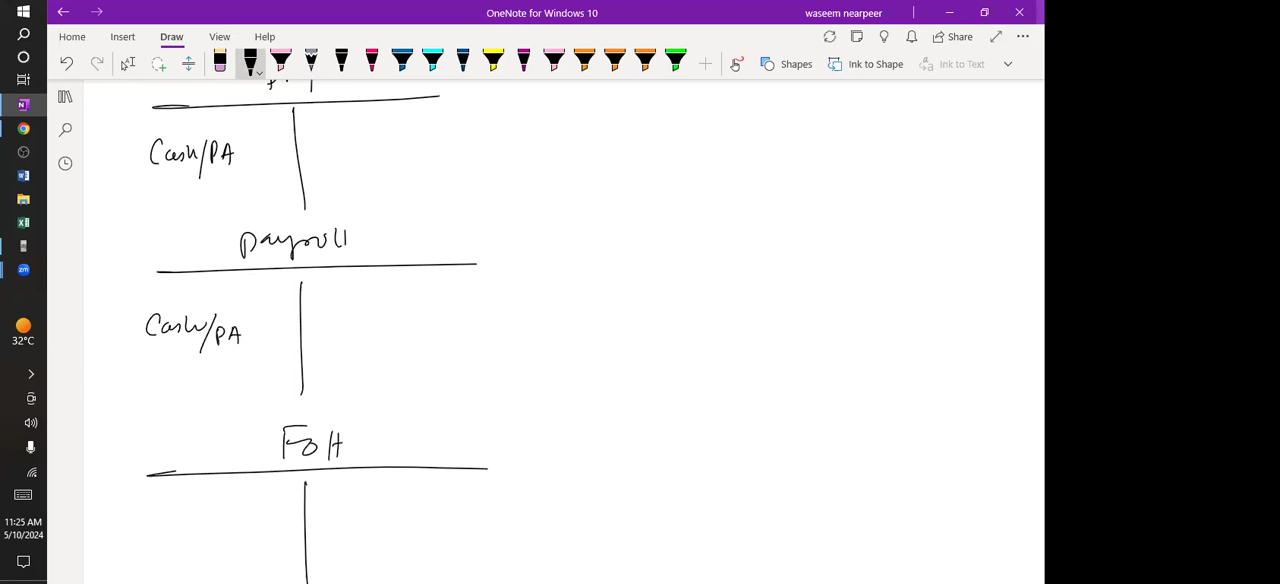 OneNote for Windows 10
waseem nearpeer
Home Insert Draw View Help
Share
Shapes Ink to Shape Ink to Text
Cash/PA
payroll
Cash/PA
FOH
32°C
11:25 AM
5/10/2024